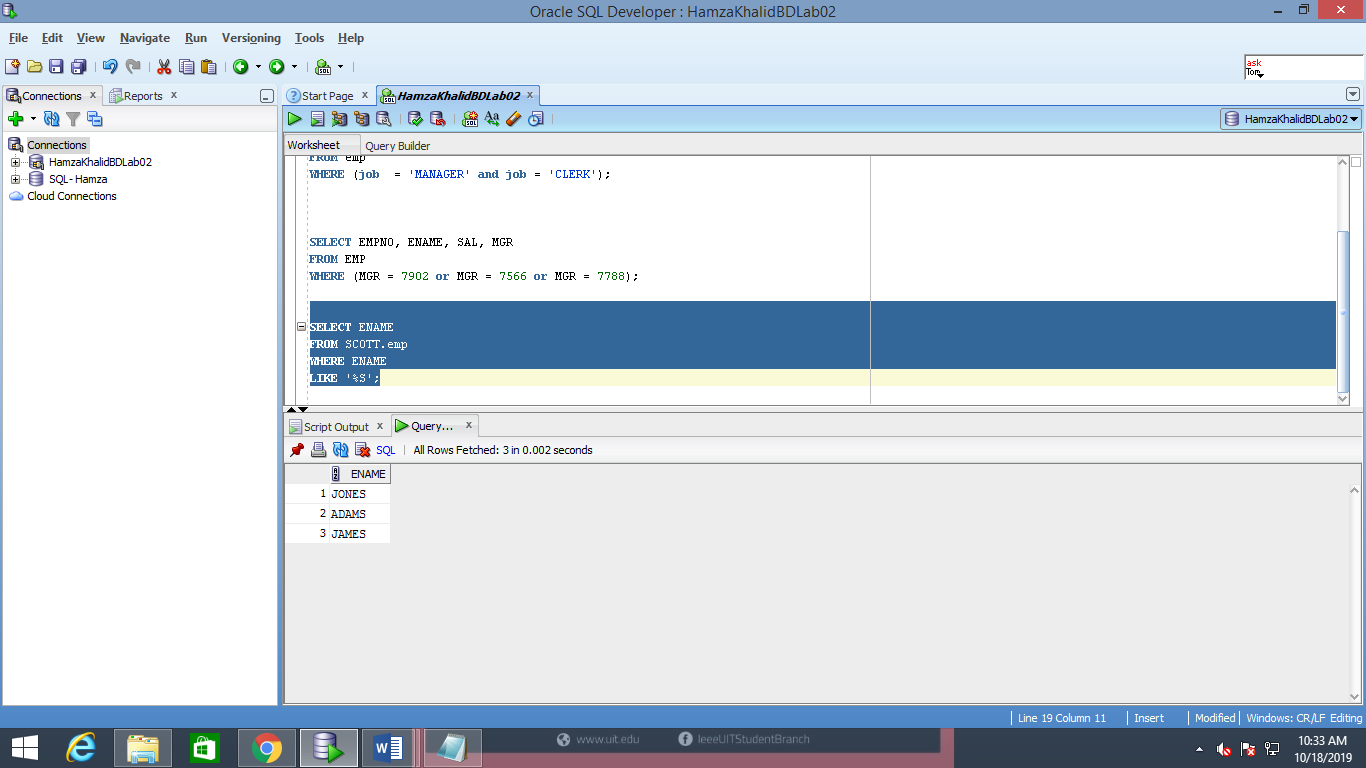 Oracle SQL Developer : HamzaKhalidBDLab02
File Edit View Navigate Run Versioning Tools Help
ask
Tom
Connections Reports
Start Page HamzaKhalidBDLab02
HamzaKhalidBDLab02
Worksheet Query Builder
Connections
HamzaKhalidBDLab02
SQL- Hamza
Cloud Connections
FROM emp
WHERE (job = 'MANAGER' and job = 'CLERK');
SELECT EMPNO, ENAME, SAL, MGR
FROM EMP
WHERE (MGR = 7902 or MGR = 7566 or MGR = 7788);
SELECT ENAME
FROM SCOTT.emp
WHERE ENAME
LIKE '%S';
Script Output Query...
SQL All Rows Fetched: 3 in 0.002 seconds
ENAME
1 JONES
2 ADAMS
3 JAMES
Line 19 Column 11 Insert Modified Windows: CR/LF Editing
www.uit.edu IeeeUITStudentBranch
10:33 AM
10/18/2019